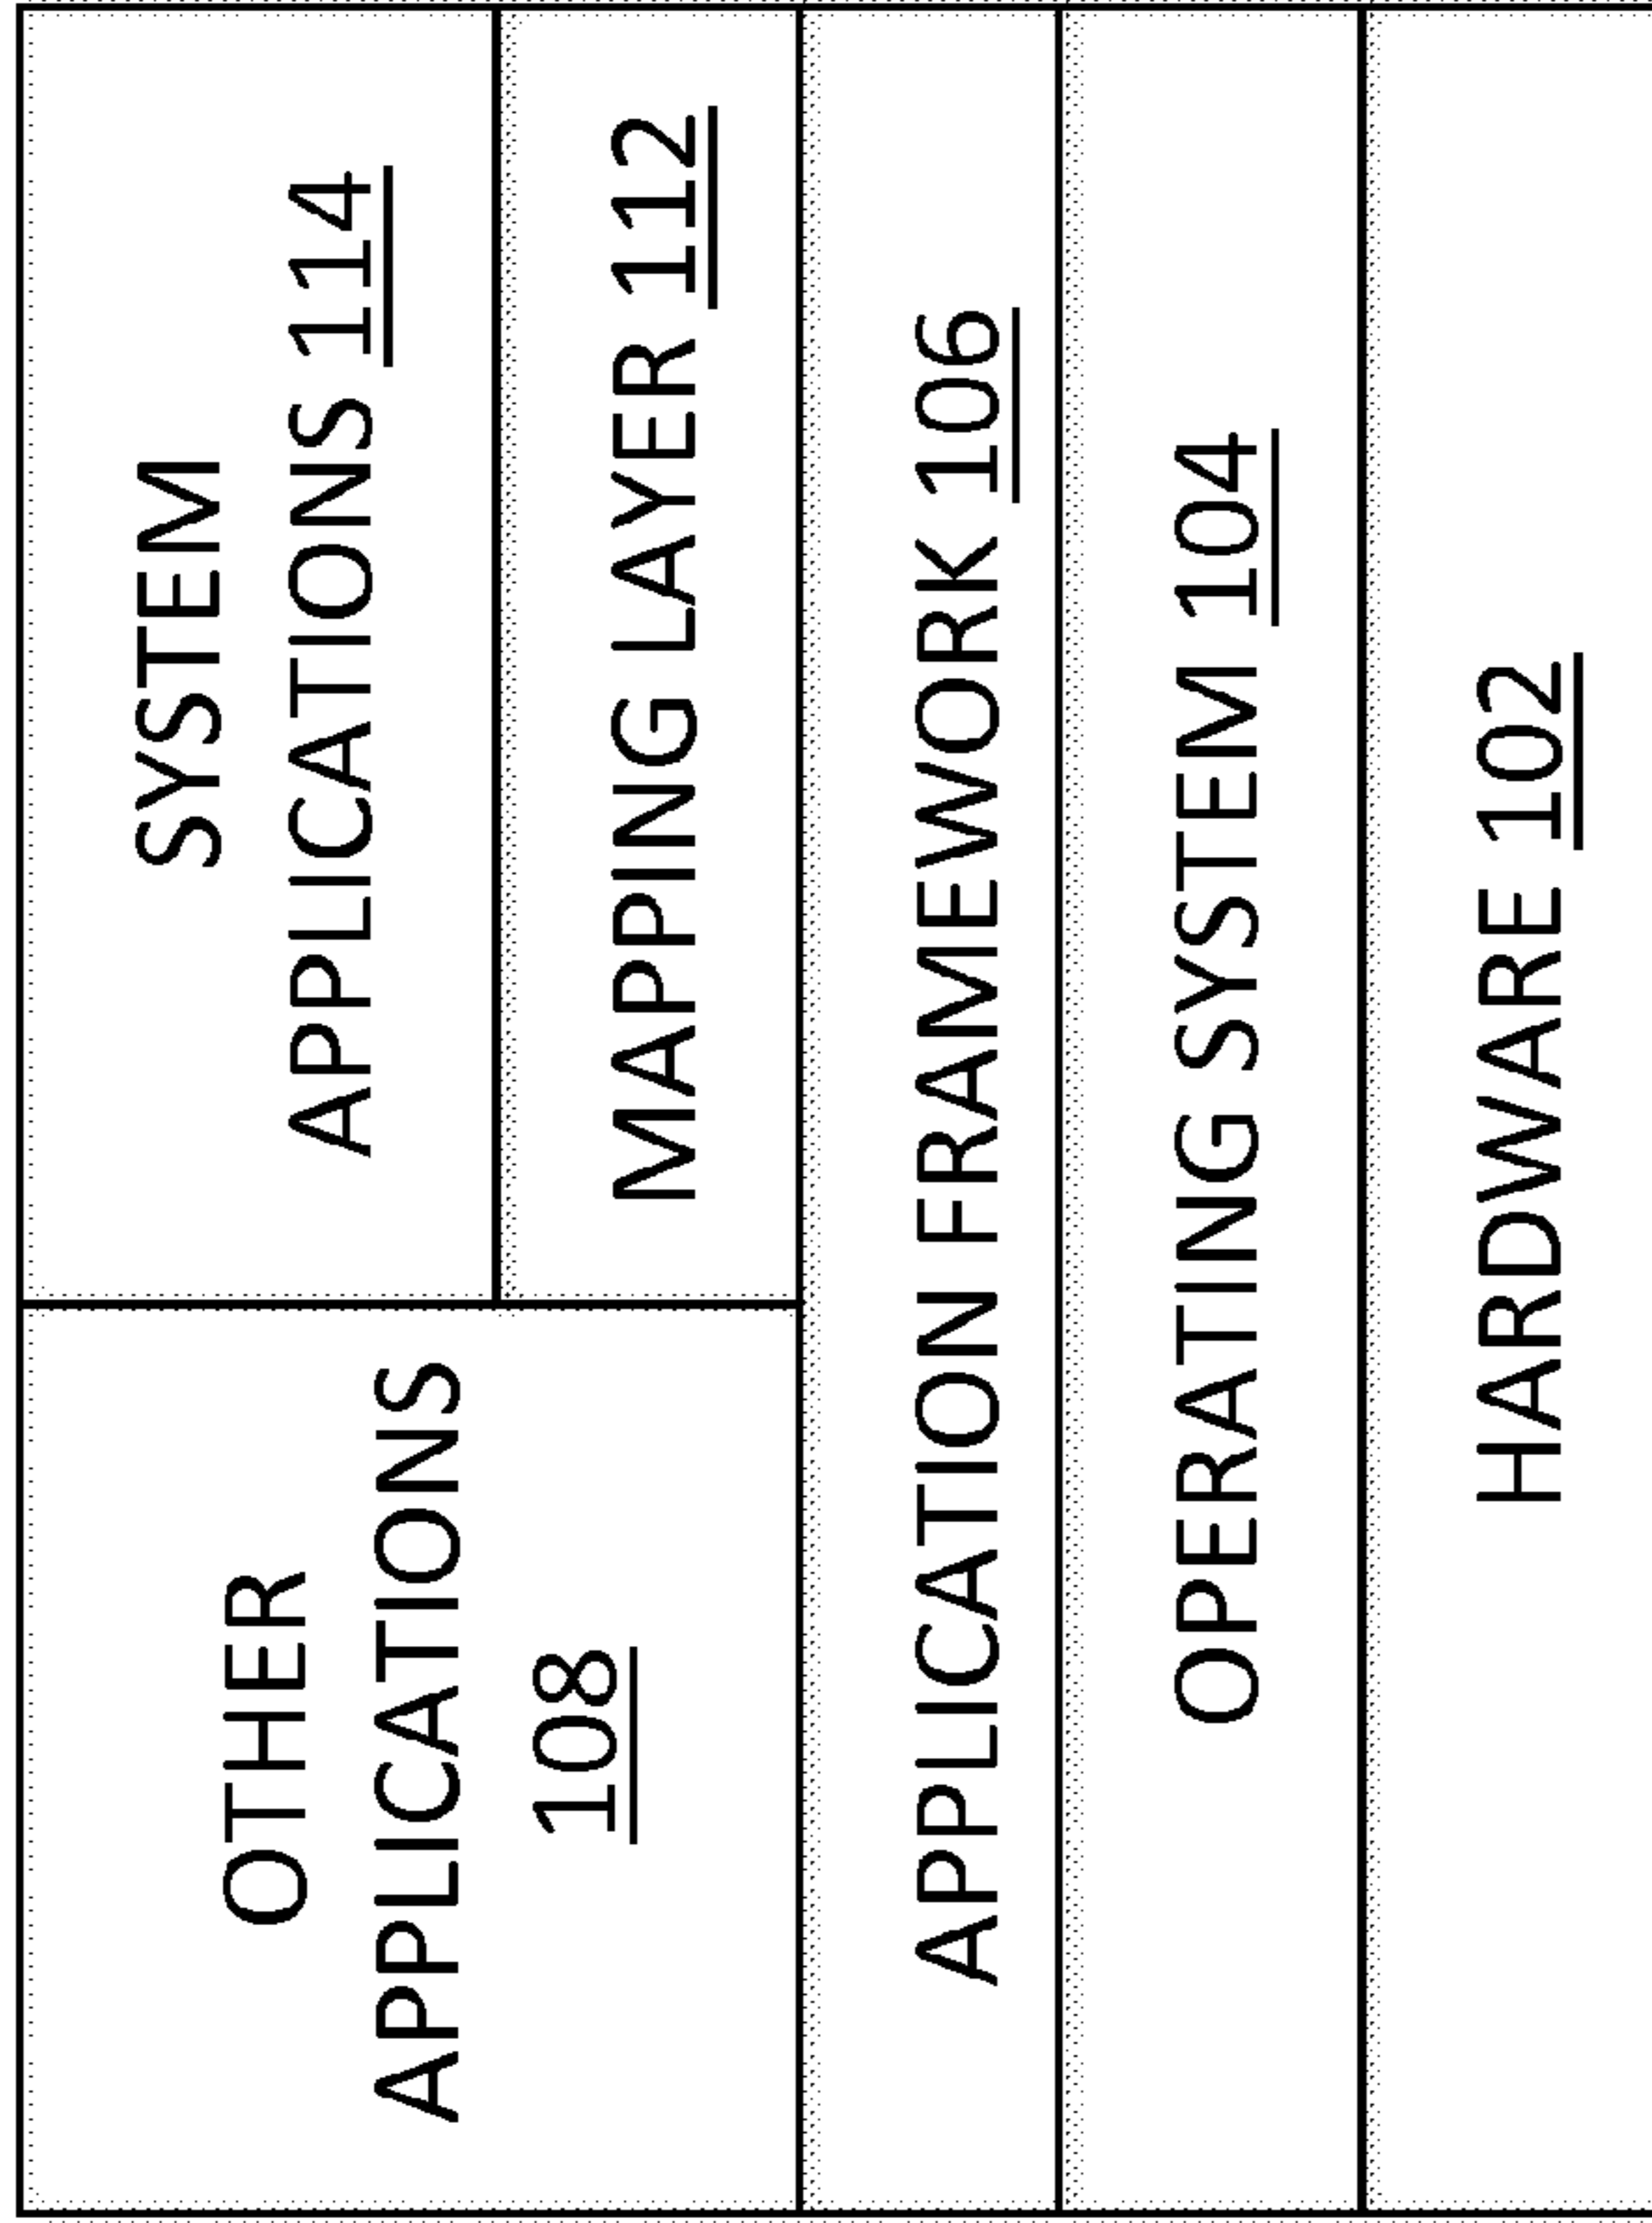 OTHER
APPLICATIONS
108
SYSTEM
APPLICATIONS 114
MAPPING LAYER 112
APPLICATION FRAMEWORK 106
OPERATING SYSTEM 104
HARDWARE 102